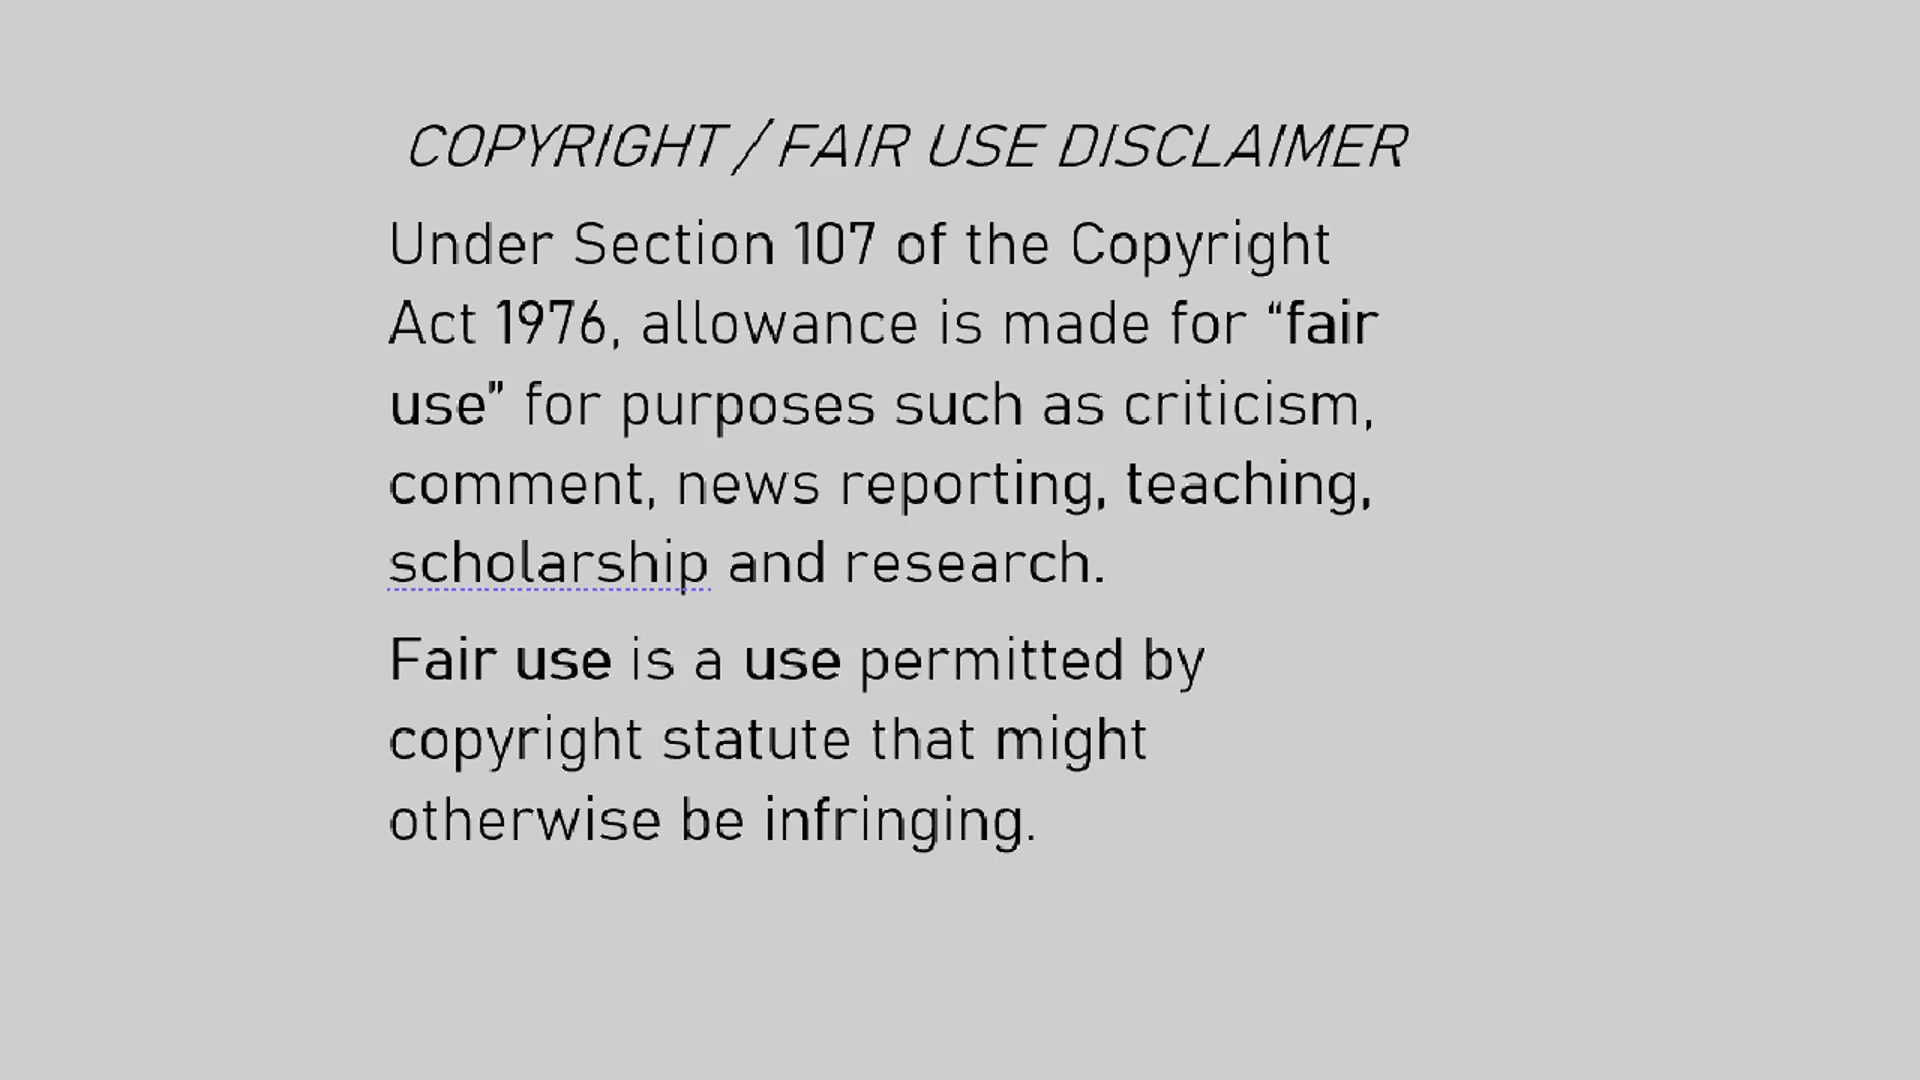 COPYRIGHT / FAIR USE DISCLAIMER
Under Section 107 of the Copyright
Act 1976, allowance is made for “fair
use” for purposes such as criticism,
comment, news reporting, teaching,
scholarship and research.
Fair use is a use permitted by
copyright statute that might
otherwise be infringing.